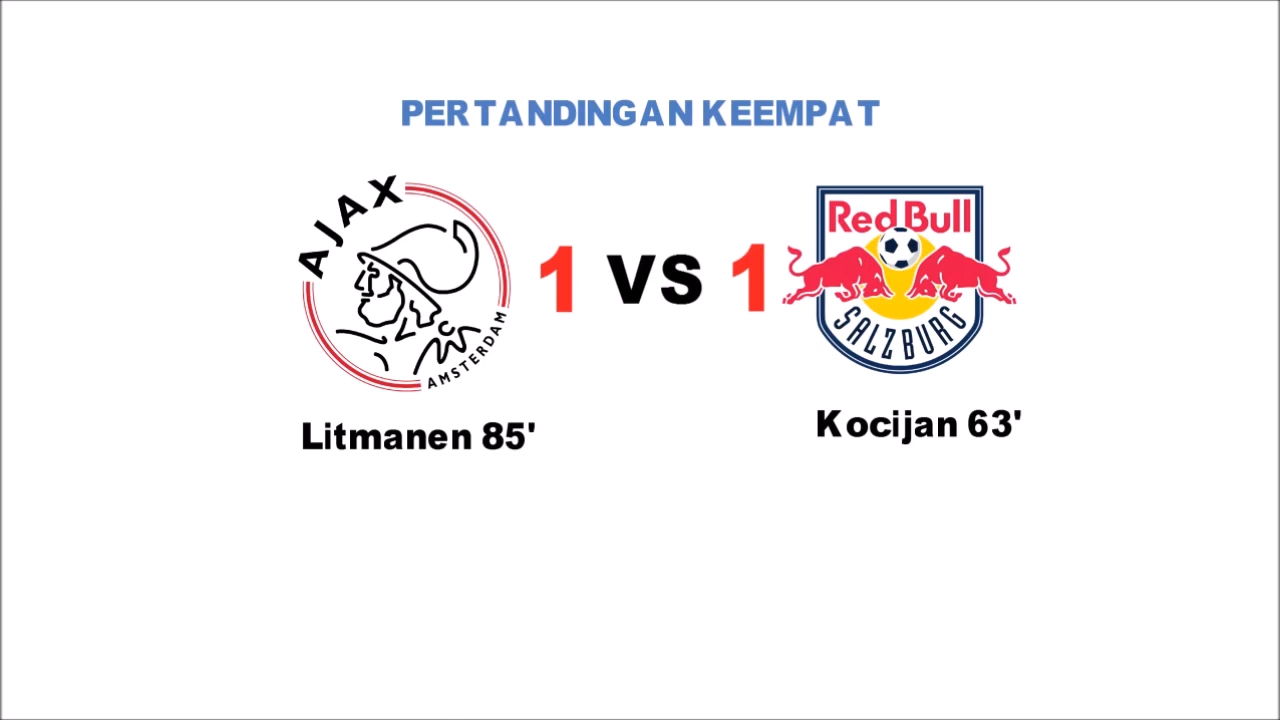 PERTANDINGAN KEEMPAT
AJAX
AMSTERDAM
1 VS 1
Red Bull
SALZBURG
Litmanen 85'
Kocijan 63'